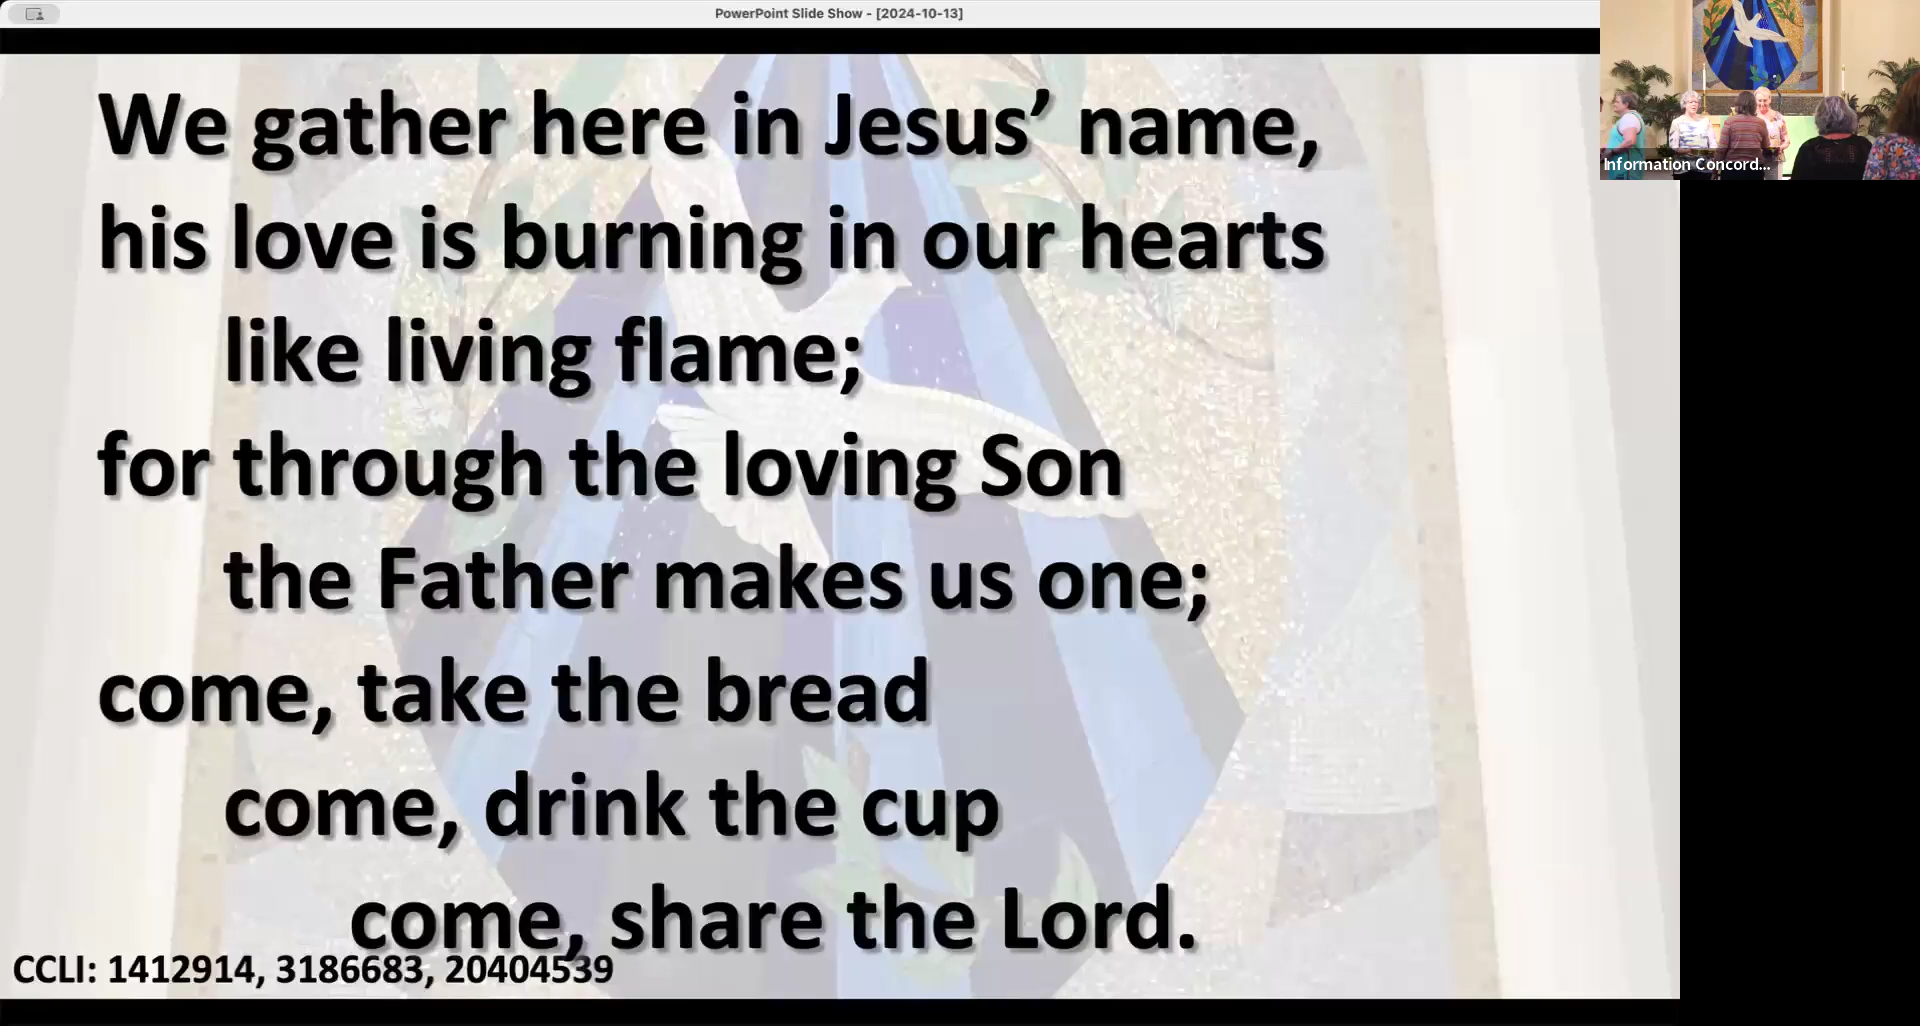 PowerPoint Slide Show - [2024-10-13]
We gather here in Jesus’ name,
his love is burning in our hearts
like living flame;
for through the loving Son
the Father makes us one;
come, take the bread
come, drink the cup
come, share the Lord.
CCLI: 1412914, 3186683, 20404539
Information Concord...